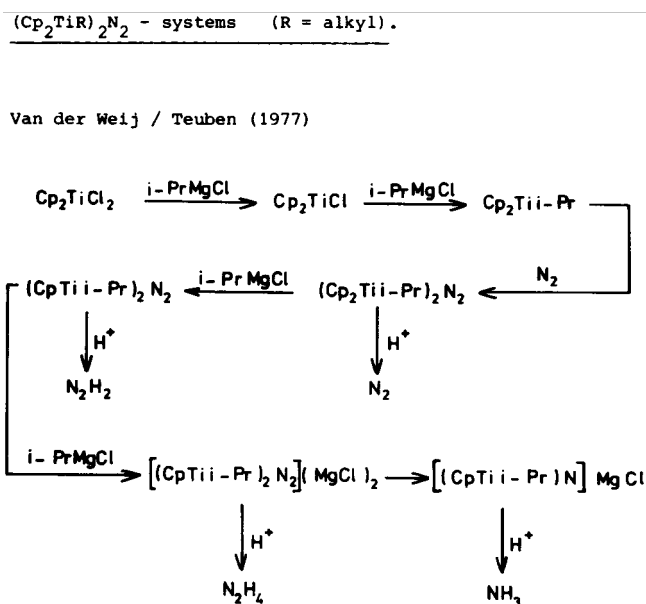 (Cp2TiR)2N2 - systems (R = alkyl).
Van der Weij / Teuben (1977)
Cp2TiCl2 i-PrMgCl Cp2TiCl i-PrMgCl Cp2Tii-Pr
N2
(CpTii-Pr)2N2 i-PrMgCl (Cp2Tii-Pr)2N2
H+ H+
N2H2 N2
i-PrMgCl [(CpTii-Pr)2N2](MgCl)2 [(CpTii-Pr)N]MgCl
H+ H+
N2H4 NH3